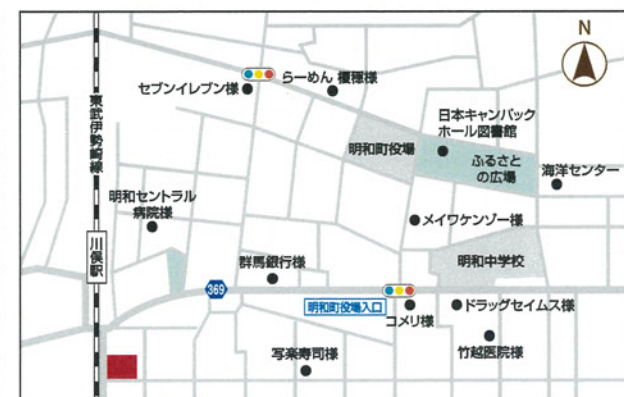 N
セブンイレブン様
らーめん 櫻穂様
東武伊勢崎線
日本キャンパック
ホール図書館
明和町役場
ふるさと
の広場
海洋センター
明和セントラル
病院様
メイワケンゾー様
川俣駅
群馬銀行様
明和中学校
369
明和町役場入口
コメリ様
ドラッグセイムス様
竹越医院様
写楽寿司様